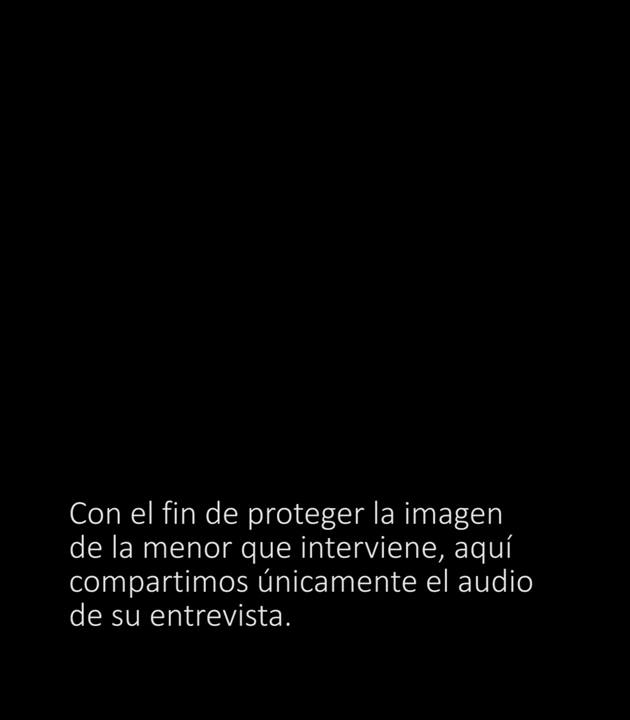 Con el fin de proteger la imagen
de la menor que interviene, aquí
compartimos únicamente el audio
de su entrevista.